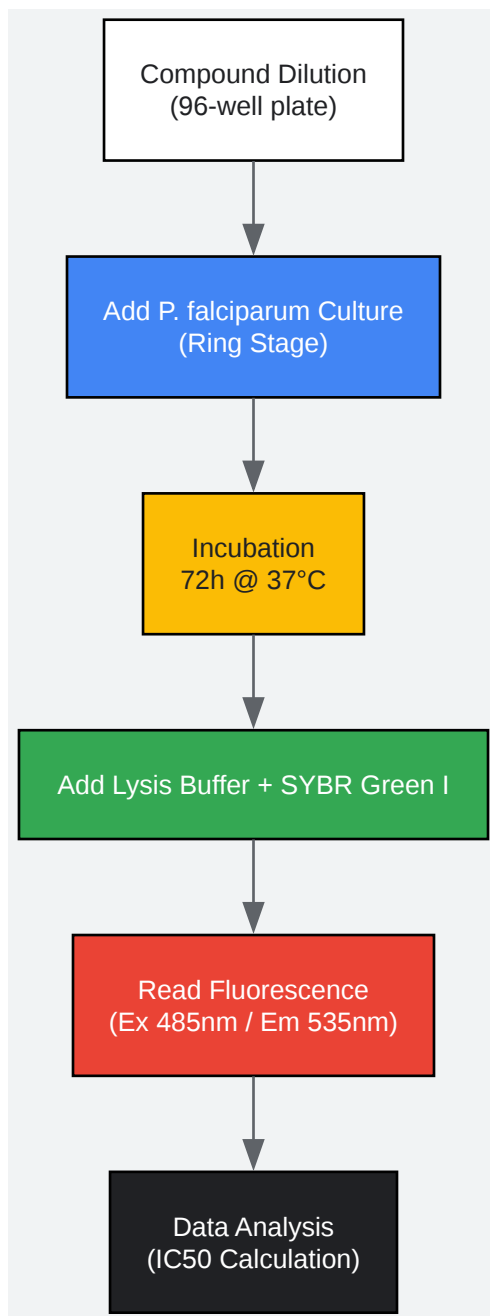 Compound Dilution
(96-well plate)
Add P. falciparum Culture
(Ring Stage)
Incubation
72h @ 37°C
Add Lysis Buffer + SYBR Green I
Read Fluorescence
(Ex 485nm / Em 535nm)
Data Analysis
(IC50 Calculation)